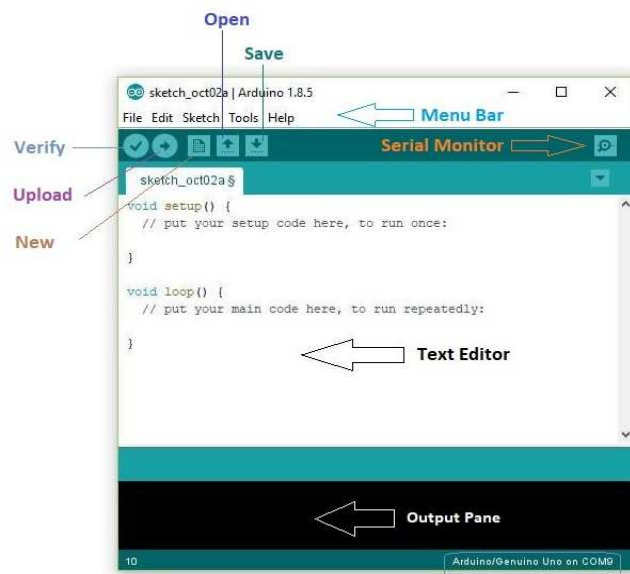 Open
Save
sketch_oct02a | Arduino 1.8.5
File Edit Sketch Tools Help
Menu Bar
Verify
Serial Monitor
Upload
sketch_oct02a §
New
void setup() {
// put your setup code here, to run once:
}
void loop() {
// put your main code here, to run repeatedly:
}
Text Editor
Output Pane
10
Arduino/Genuino Uno on COM9